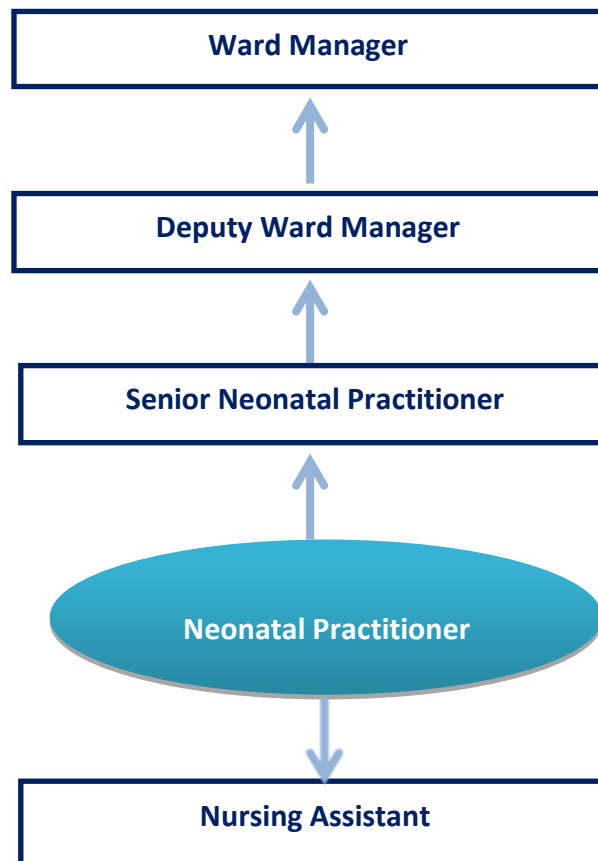 Ward Manager
Deputy Ward Manager
Senior Neonatal Practitioner
Neonatal Practitioner
Nursing Assistant